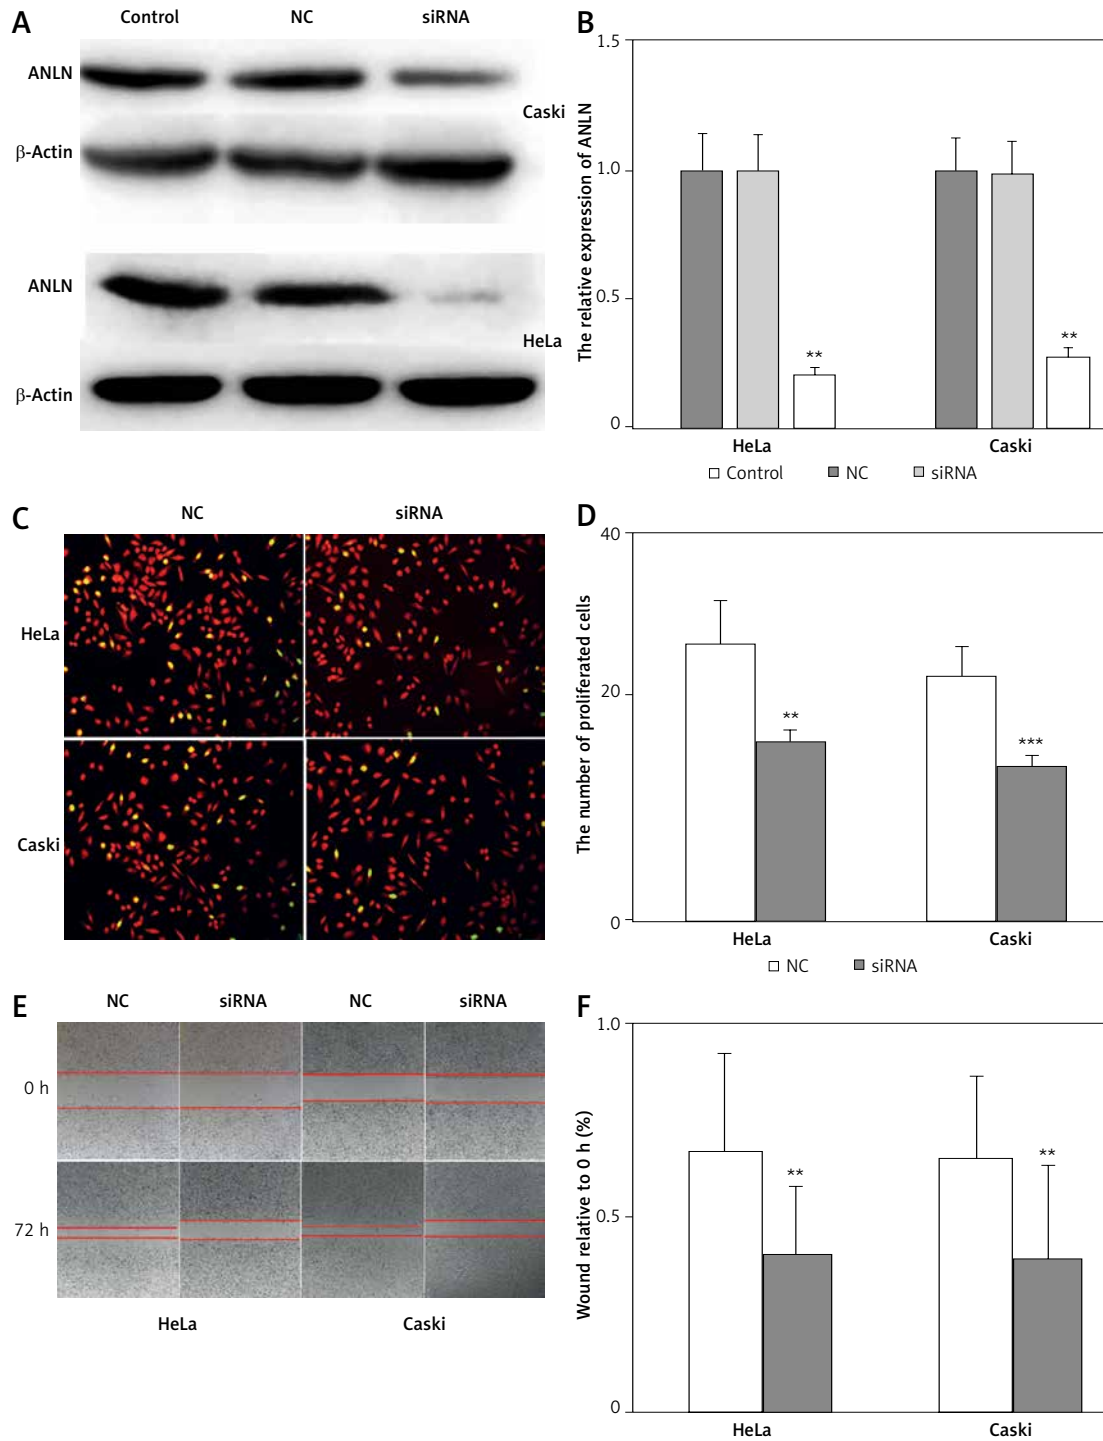 A
Control NC siRNA
ANLN
Caski
β-Actin
ANLN
HeLa
β-Actin
B
The relative expression of ANLN
1.5
1.0
0.5
0
** **
HeLa Caski
Control NC siRNA
C
NC siRNA
HeLa
Caski
D
The number of proliferated cells
40
20
0
** ***
HeLa Caski
NC siRNA
E
NC siRNA NC siRNA
0 h
72 h
HeLa Caski
F
Wound relative to 0 h (%)
1.0
0.5
0
** **
HeLa Caski